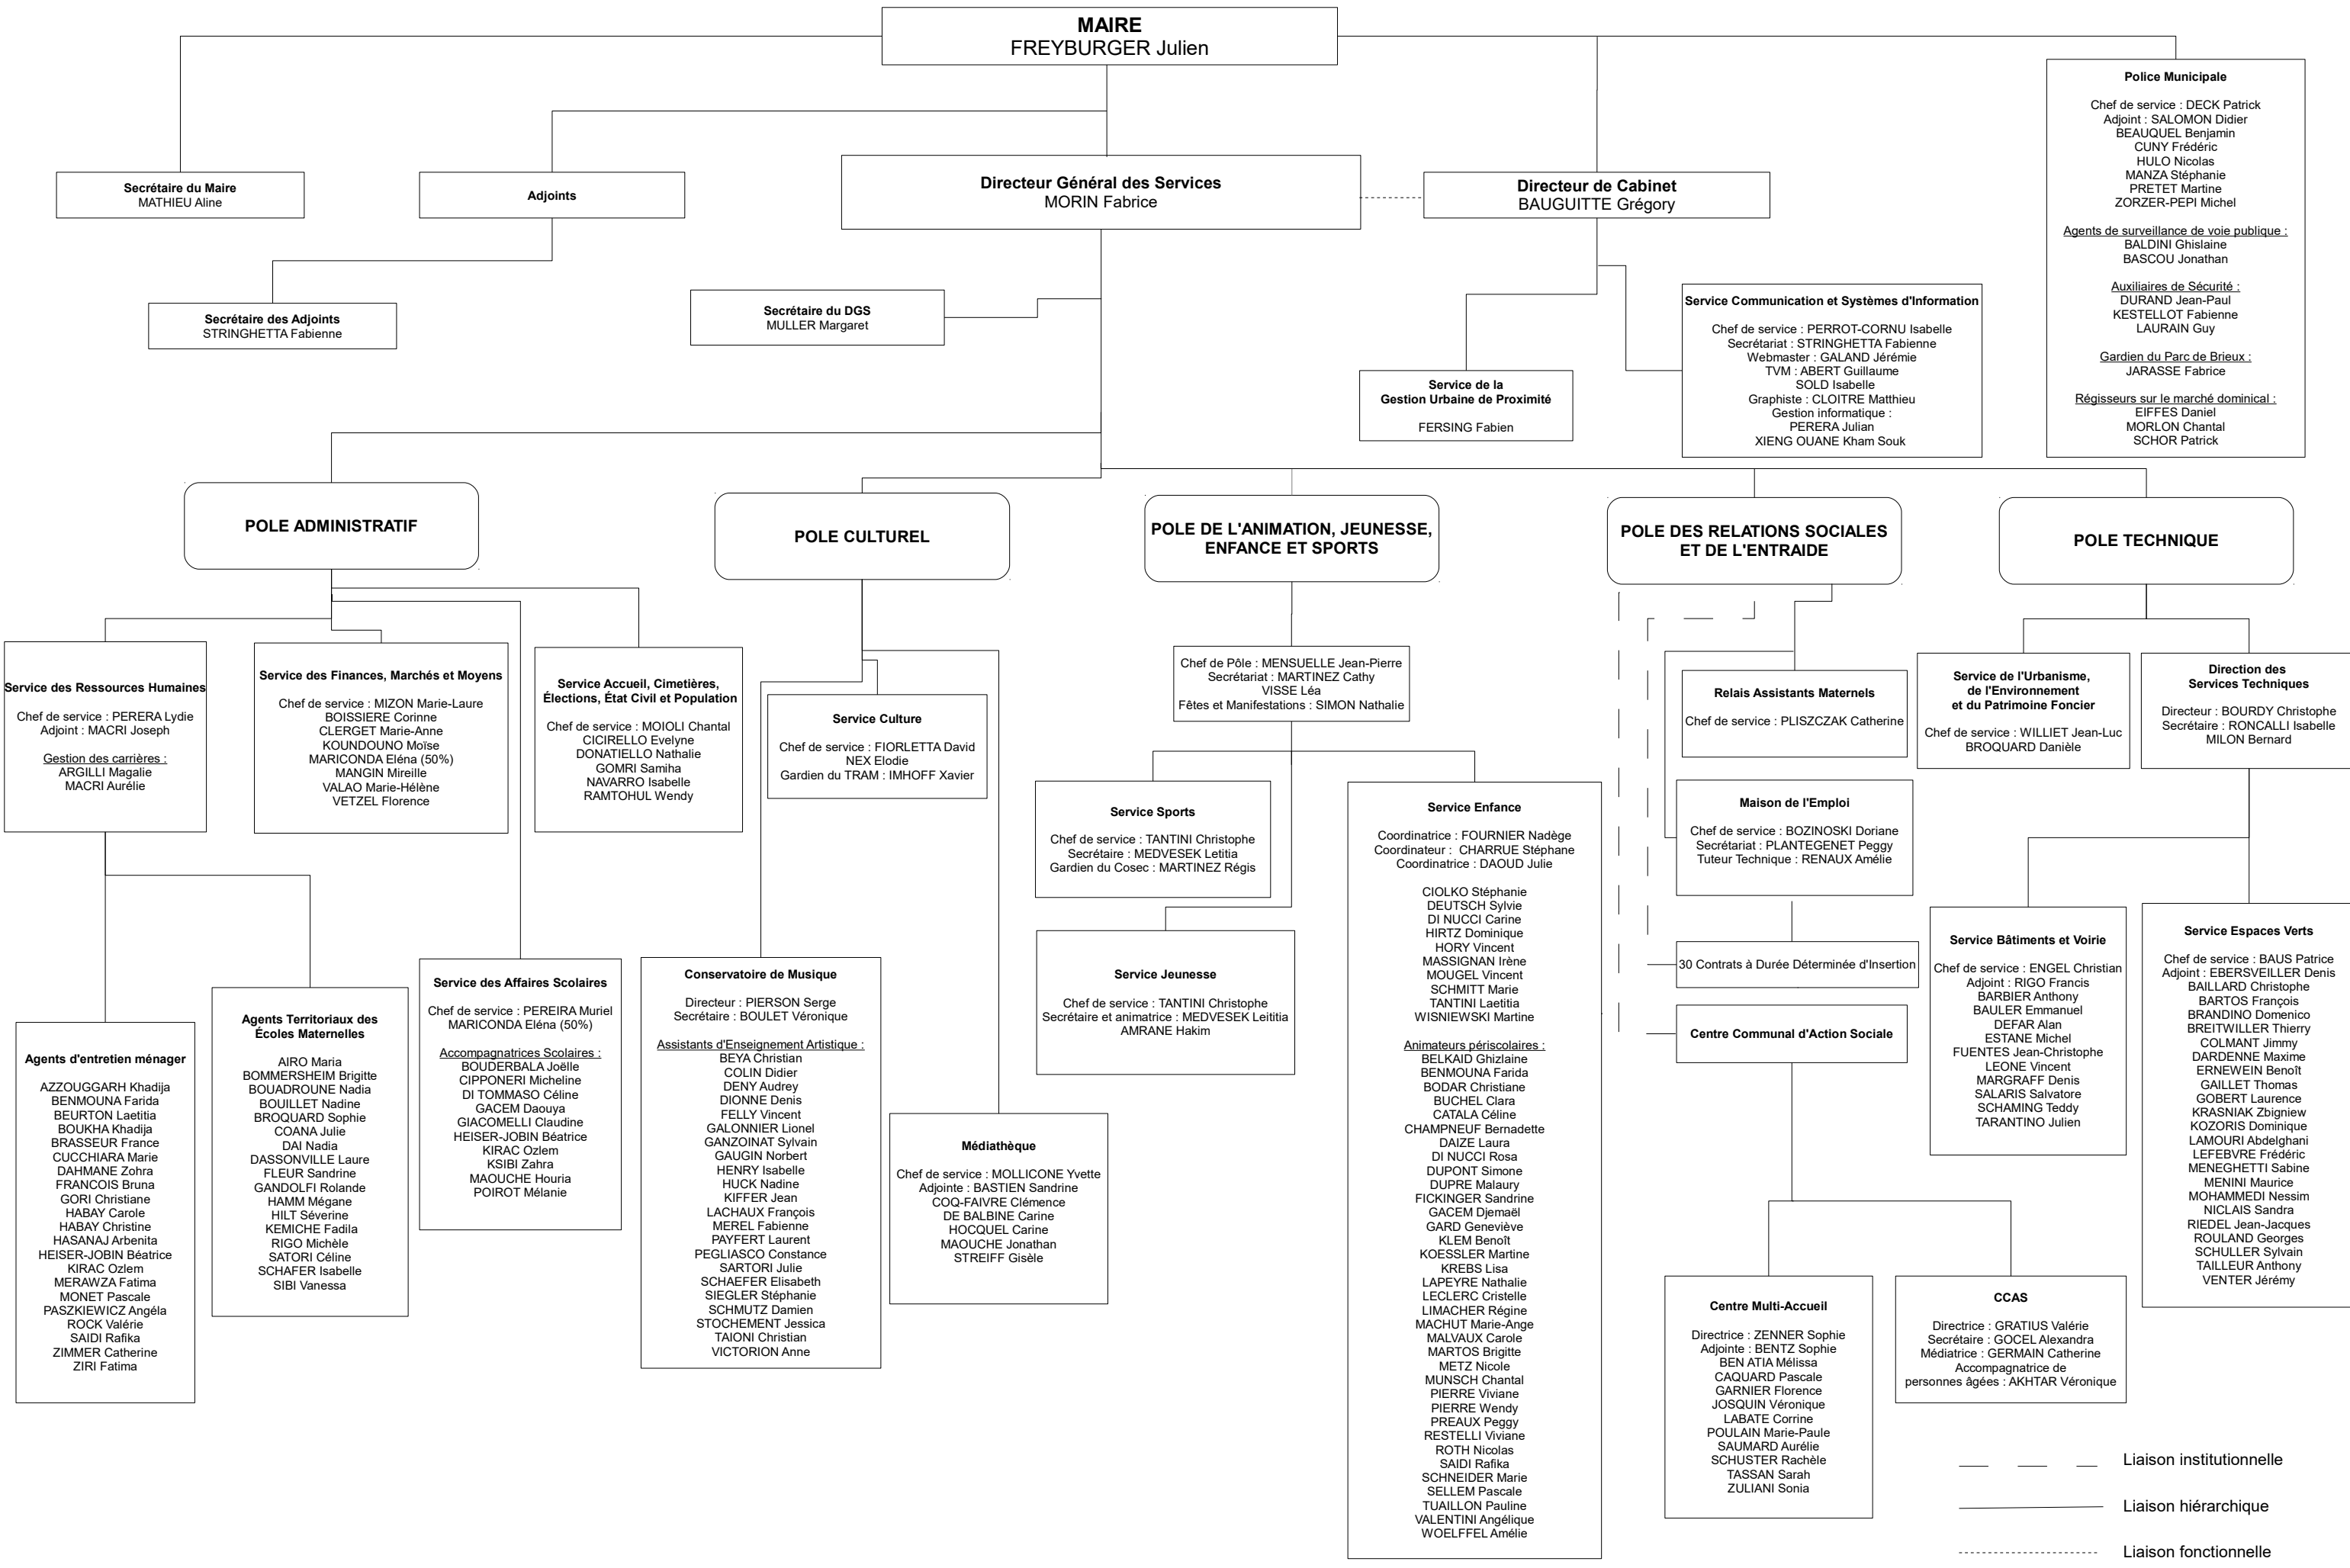 MAIRE
FREYBURGER Julien
Police Municipale
Chef de service : DECK Patrick
Adjoint : SALOMON Didier
BEAUQUEL Benjamin
CUNY Frédéric
HULO Nicolas
MANZA Stéphanie
PRETET Martine
ZORZER-PEPI Michel
Agents de surveillance de voie publique :
BALDINI Ghislaine
BASCOU Jonathan
Auxiliaires de Sécurité :
DURAND Jean-Paul
KESTELLOT Fabienne
LAURAIN Guy
Gardien du Parc de Brieux :
JARASSE Fabrice
Régisseurs sur le marché dominical :
EIFFES Daniel
MORLON Chantal
SCHOR Patrick
Secrétaire du Maire
MATHIEU Aline
Adjoints
Directeur Général des Services
MORIN Fabrice
Directeur de Cabinet
BAUGUITTE Grégory
Secrétaire des Adjoints
STRINGHETTA Fabienne
Secrétaire du DGS
MULLER Margaret
Service de la
Gestion Urbaine de Proximité
FERSING Fabien
Service Communication et Systèmes d'Information
Chef de service : PERROT-CORNU Isabelle
Secrétariat : STRINGHETTA Fabienne
Webmaster : GALAND Jérémie
TVM : ABERT Guillaume
SOLD Isabelle
Graphiste : CLOITRE Matthieu
Gestion informatique :
PERERA Julian
XIENG OUANE Kham Souk
POLE ADMINISTRATIF
POLE CULTUREL
POLE DE L'ANIMATION, JEUNESSE,
ENFANCE ET SPORTS
POLE DES RELATIONS SOCIALES
ET DE L'ENTRAIDE
POLE TECHNIQUE
Service des Ressources Humaines
Chef de service : PERERA Lydie
Adjoint : MACRI Joseph
Gestion des carrières :
ARGILLI Magalie
MACRI Aurélie
Service des Finances, Marchés et Moyens
Chef de service : MIZON Marie-Laure
BOISSIERE Corinne
CLERGET Marie-Anne
KOUNDOUNO Moïse
MARICONDA Eléna (50%)
MANGIN Mireille
VALAO Marie-Hélène
VETZEL Florence
Service Accueil, Cimetières,
Élections, État Civil et Population
Chef de service : MOIOLI Chantal
CICIRELLO Evelyne
DONATIELLO Nathalie
GOMRI Samiha
NAVARRO Isabelle
RAMTOHUL Wendy
Service Culture
Chef de service : FIORLETTA David
NEX Elodie
Gardien du TRAM : IMHOFF Xavier
Chef de Pôle : MENSUELLE Jean-Pierre
Secrétariat : MARTINEZ Cathy
VISSE Léa
Fêtes et Manifestations : SIMON Nathalie
Relais Assistants Maternels
Chef de service : PLISZCZAK Catherine
Service de l'Urbanisme,
de l'Environnement
et du Patrimoine Foncier
Chef de service : WILLIET Jean-Luc
BROQUARD Danièle
Direction des
Services Techniques
Directeur : BOURDY Christophe
Secrétaire : RONCALLI Isabelle
MILON Bernard
Service Sports
Chef de service : TANTINI Christophe
Secrétaire : MEDVESEK Letitia
Gardien du Cosec : MARTINEZ Régis
Service Enfance
Coordinatrice : FOURNIER Nadège
Coordinateur : CHARRUE Stéphane
Coordinatrice : DAOUD Julie
CIOLKO Stéphanie
DEUTSCH Sylvie
DI NUCCI Carine
HIRTZ Dominique
HORY Vincent
MASSIGNAN Irène
MOUGEL Vincent
SCHMITT Marie
TANTINI Laetitia
WISNIEWSKI Martine
Animateurs périscolaires :
BELKAID Ghizlaine
BENMOUNA Farida
BODAR Christiane
BUCHEL Clara
CATALA Céline
CHAMPNEUF Bernadette
DAIZE Laura
DI NUCCI Rosa
DUPONT Simone
DUPRE Malaury
FICKINGER Sandrine
GACEM Djemaël
GARD Geneviève
KLEM Benoît
KOESSLER Martine
KREBS Lisa
LAPEYRE Nathalie
LECLERC Cristelle
LIMACHER Régine
MACHUT Marie-Ange
MALVAUX Carole
MARTOS Brigitte
METZ Nicole
MUNSCH Chantal
PIERRE Viviane
PIERRE Wendy
PREAUX Peggy
RESTELLI Viviane
ROTH Nicolas
SAIDI Rafika
SCHNEIDER Marie
SELLEM Pascale
TUAILLON Pauline
VALENTINI Angélique
WOELFFEL Amélie
Maison de l'Emploi
Chef de service : BOZINOSKI Doriane
Secrétariat : PLANTEGENET Peggy
Tuteur Technique : RENAUX Amélie
Service Jeunesse
Chef de service : TANTINI Christophe
Secrétaire et animatrice : MEDVESEK Leititia
AMRANE Hakim
30 Contrats à Durée Déterminée d'Insertion
Centre Communal d'Action Sociale
Service Bâtiments et Voirie
Chef de service : ENGEL Christian
Adjoint : RIGO Francis
BARBIER Anthony
BAULER Emmanuel
DEFAR Alan
ESTANE Michel
FUENTES Jean-Christophe
LEONE Vincent
MARGRAFF Denis
SALARIS Salvatore
SCHAMING Teddy
TARANTINO Julien
Service Espaces Verts
Chef de service : BAUS Patrice
Adjoint : EBERSVEILLER Denis
BAILLARD Christophe
BARTOS François
BRANDINO Domenico
BREITWILLER Thierry
COLMANT Jimmy
DARDENNE Maxime
ERNEWEIN Benoît
GAILLET Thomas
GOBERT Laurence
KRASNIAK Zbigniew
KOZORIS Dominique
LAMOURI Abdelghani
LEFEBVRE Frédéric
MENEGHETTI Sabine
MENINI Maurice
MOHAMMEDI Nessim
NICLAIS Sandra
RIEDEL Jean-Jacques
ROULAND Georges
SCHULLER Sylvain
TAILLEUR Anthony
VENTER Jérémy
Agents d'entretien ménager
AZZOUGGARH Khadija
BENMOUNA Farida
BEURTON Laetitia
BOUKHA Khadija
BRASSEUR France
CUCCHIARA Marie
DAHMANE Zohra
FRANCOIS Bruna
GORI Christiane
HABAY Carole
HABAY Christine
HASANAJ Arbenita
HEISER-JOBIN Béatrice
KIRAC Ozlem
MERAWZA Fatima
MONET Pascale
PASZKIEWICZ Angéla
ROCK Valérie
SAIDI Rafika
ZIMMER Catherine
ZIRI Fatima
Agents Territoriaux des
Écoles Maternelles
AIRO Maria
BOMMERSHEIM Brigitte
BOUADROUNE Nadia
BOUILLET Nadine
BROQUARD Sophie
COANA Julie
DAI Nadia
DASSONVILLE Laure
FLEUR Sandrine
GANDOLFI Rolande
HAMM Mégane
HILT Séverine
KEMICHE Fadila
RIGO Michèle
SATORI Céline
SCHAFER Isabelle
SIBI Vanessa
Service des Affaires Scolaires
Chef de service : PEREIRA Muriel
MARICONDA Eléna (50%)
Accompagnatrices Scolaires :
BOUDERBALA Joëlle
CIPPONERI Micheline
DI TOMMASO Céline
GACEM Daouya
GIACOMELLI Claudine
HEISER-JOBIN Béatrice
KIRAC Ozlem
KSIBI Zahra
MAOUCHE Houria
POIROT Mélanie
Conservatoire de Musique
Directeur : PIERSON Serge
Secrétaire : BOULET Véronique
Assistants d'Enseignement Artistique :
BEYA Christian
COLIN Didier
DENY Audrey
DIONNE Denis
FELLY Vincent
GALONNIER Lionel
GANZOINAT Sylvain
GAUGIN Norbert
HENRY Isabelle
HUCK Nadine
KIFFER Jean
LACHAUX François
MEREL Fabienne
PAYFERT Laurent
PEGLIASCO Constance
SARTORI Julie
SCHAEFER Elisabeth
SIEGLER Stéphanie
SCHMUTZ Damien
STOCHEMENT Jessica
TAIONI Christian
VICTORION Anne
Médiathèque
Chef de service : MOLLICONE Yvette
Adjointe : BASTIEN Sandrine
COQ-FAIVRE Clémence
DE BALBINE Carine
HOCQUEL Carine
MAOUCHE Jonathan
STREIFF Gisèle
Centre Multi-Accueil
Directrice : ZENNER Sophie
Adjointe : BENTZ Sophie
BEN ATIA Mélissa
CAQUARD Pascale
GARNIER Florence
JOSQUIN Véronique
LABATE Corrine
POULAIN Marie-Paule
SAUMARD Aurélie
SCHUSTER Rachèle
TASSAN Sarah
ZULIANI Sonia
CCAS
Directrice : GRATIUS Valérie
Secrétaire : GOCEL Alexandra
Médiatrice : GERMAIN Catherine
Accompagnatrice de
personnes âgées : AKHTAR Véronique
Liaison institutionnelle
Liaison hiérarchique
Liaison fonctionnelle